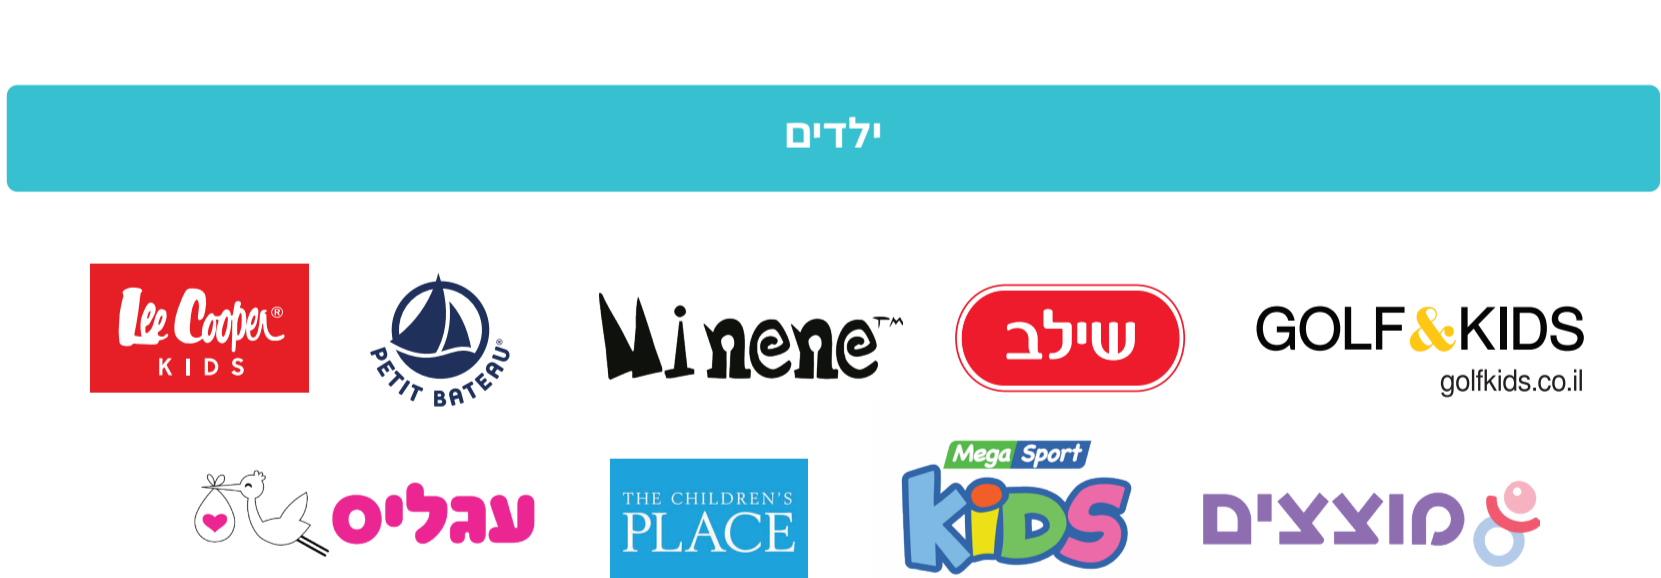 ילדים
GOLF&KIDS
golfkids.co.il
שילב
Minene™
PETIT BATEAU®
Lee Cooper®
KIDS
מוצצים
Mega Sport
KiDS
THE CHILDREN'S
PLACE
עגליס